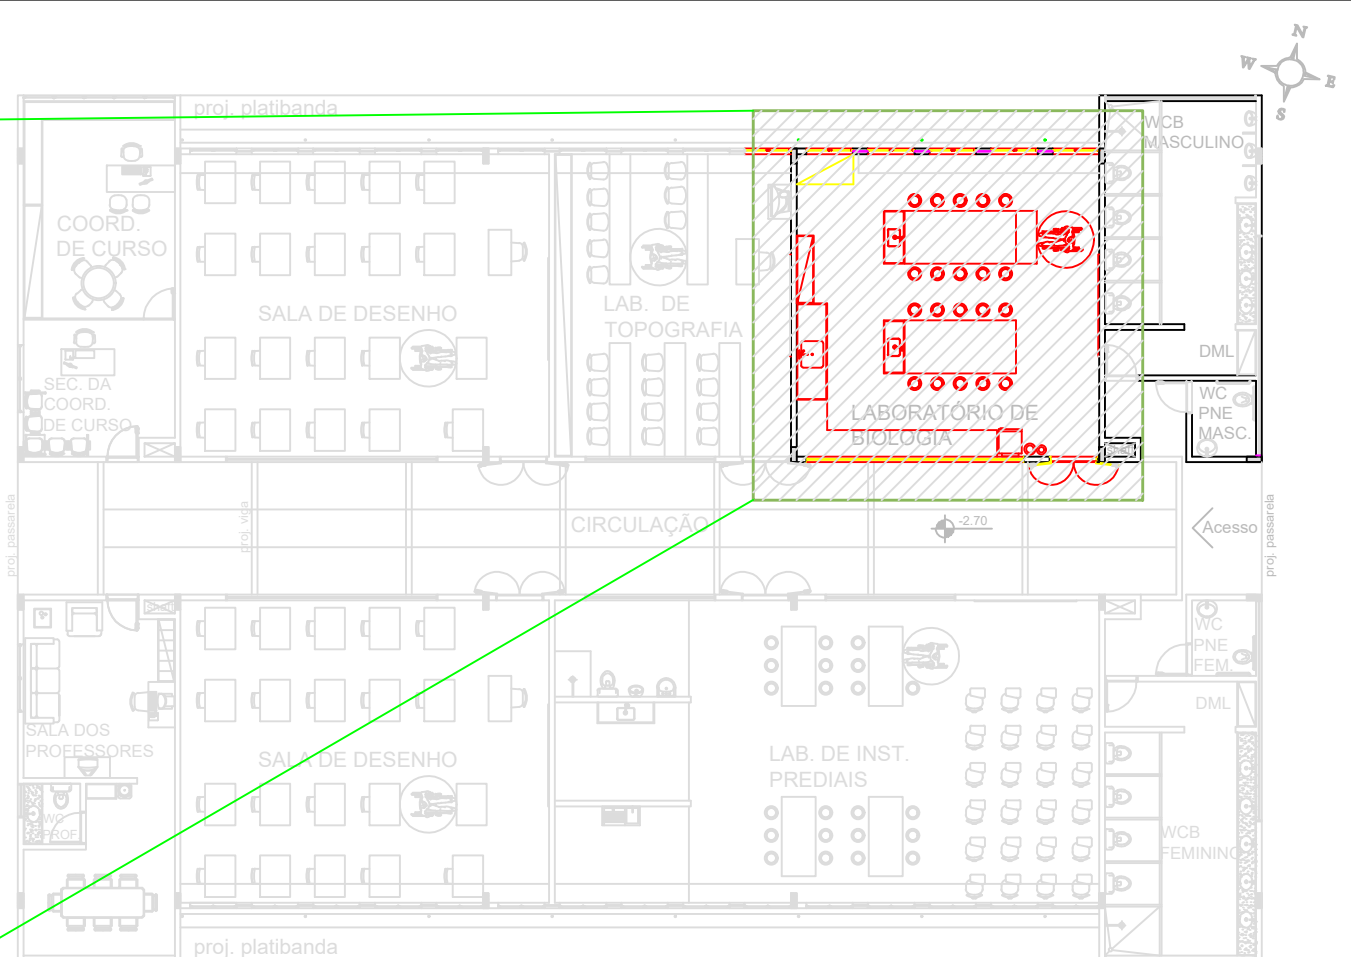 N
W
E
S
proj. platibanda
WCB
MASCULINO
COORD.
DE CURSO
SALA DE DESENHO
LAB. DE
TOPOGRAFIA
DML
SEC. DA
COORD.
DE CURSO
WC
PNE
MASC.
LABORATÓRIO DE
BIOLOGIA
proj. passarela
proj. viga
CIRCULAÇÃO
-2.70
Acesso
proj. passarela
WC
PNE
FEM.
DML
SALA DOS
PROFESSORES
SALA DE DESENHO
LAB. DE INST.
PREDIAIS
WC
PROF.
WCB
FEMININO
proj. platibanda